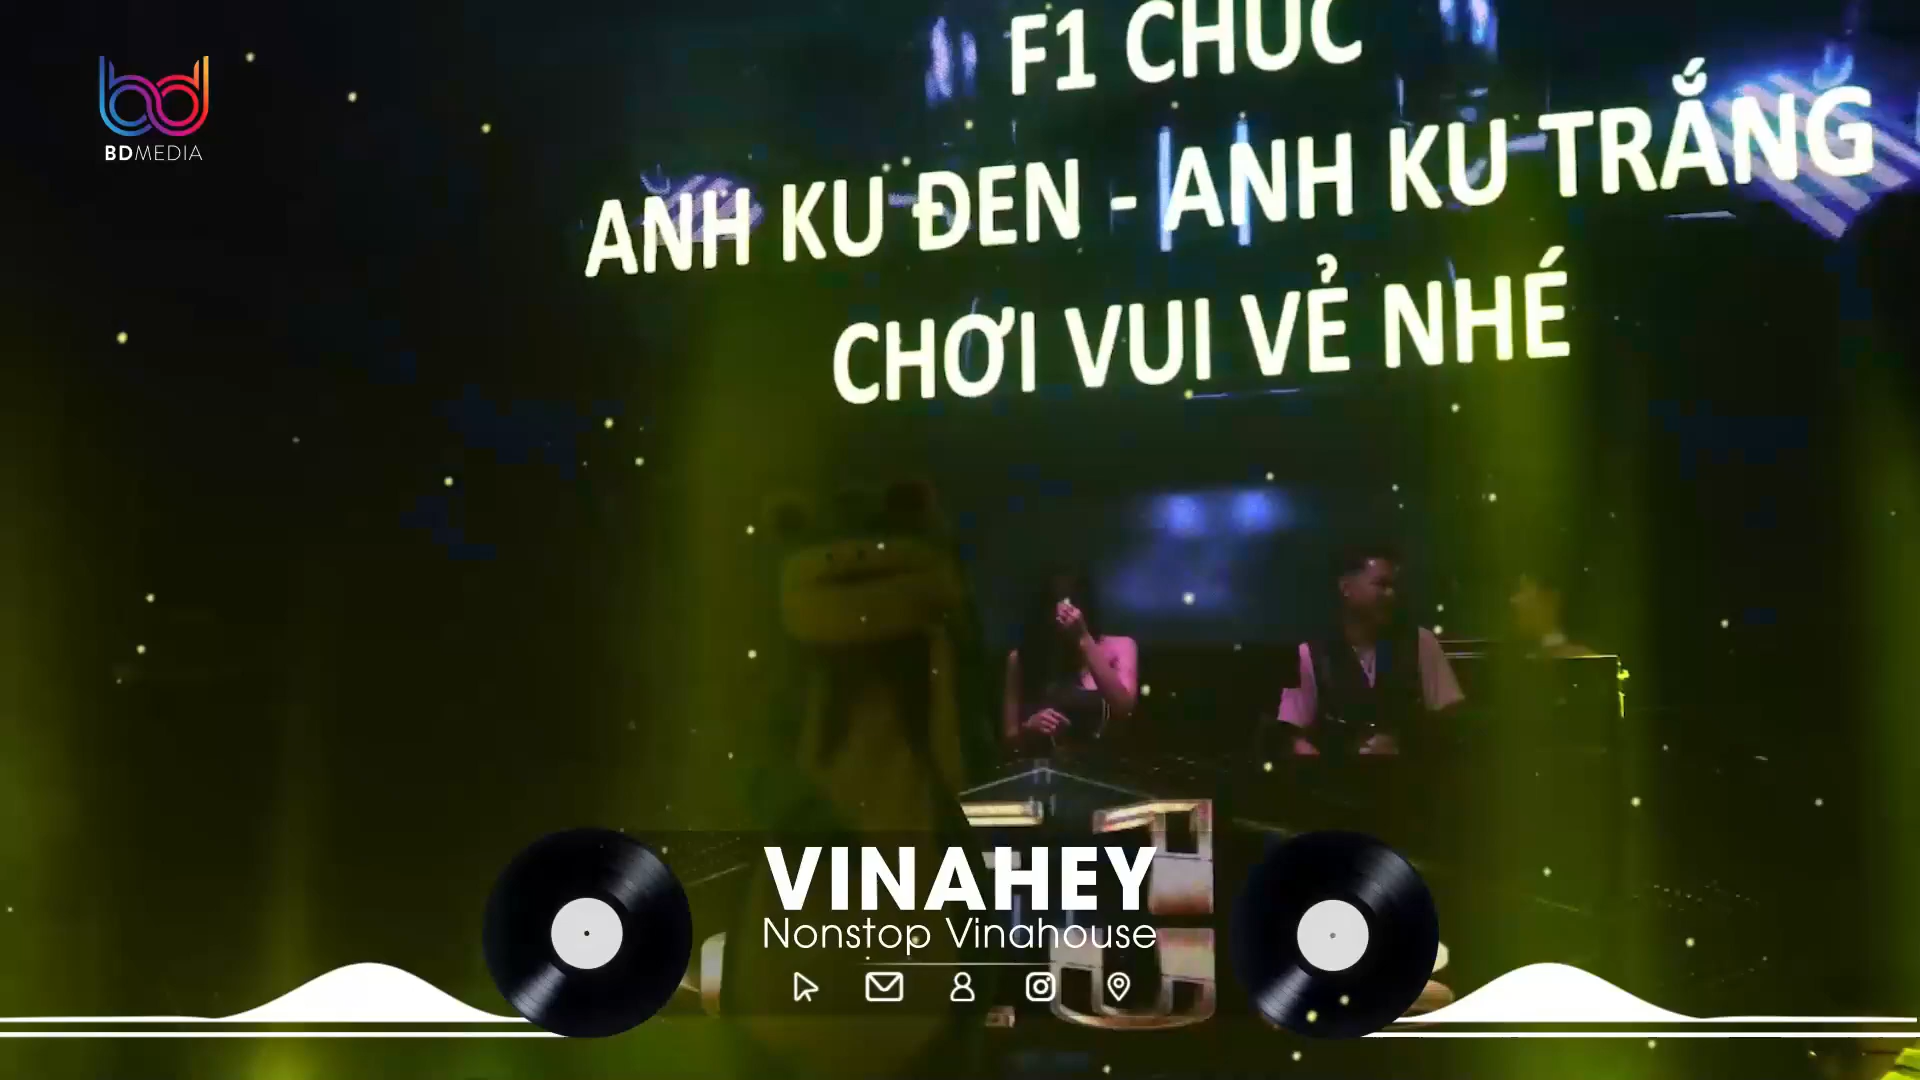 BDMEDIA
F1 CHÚC
ANH KU ĐEN - ANH KU TRẮNG
CHƠI VUI VẺ NHÉ
VINAHEY
Nonstop Vinahouse